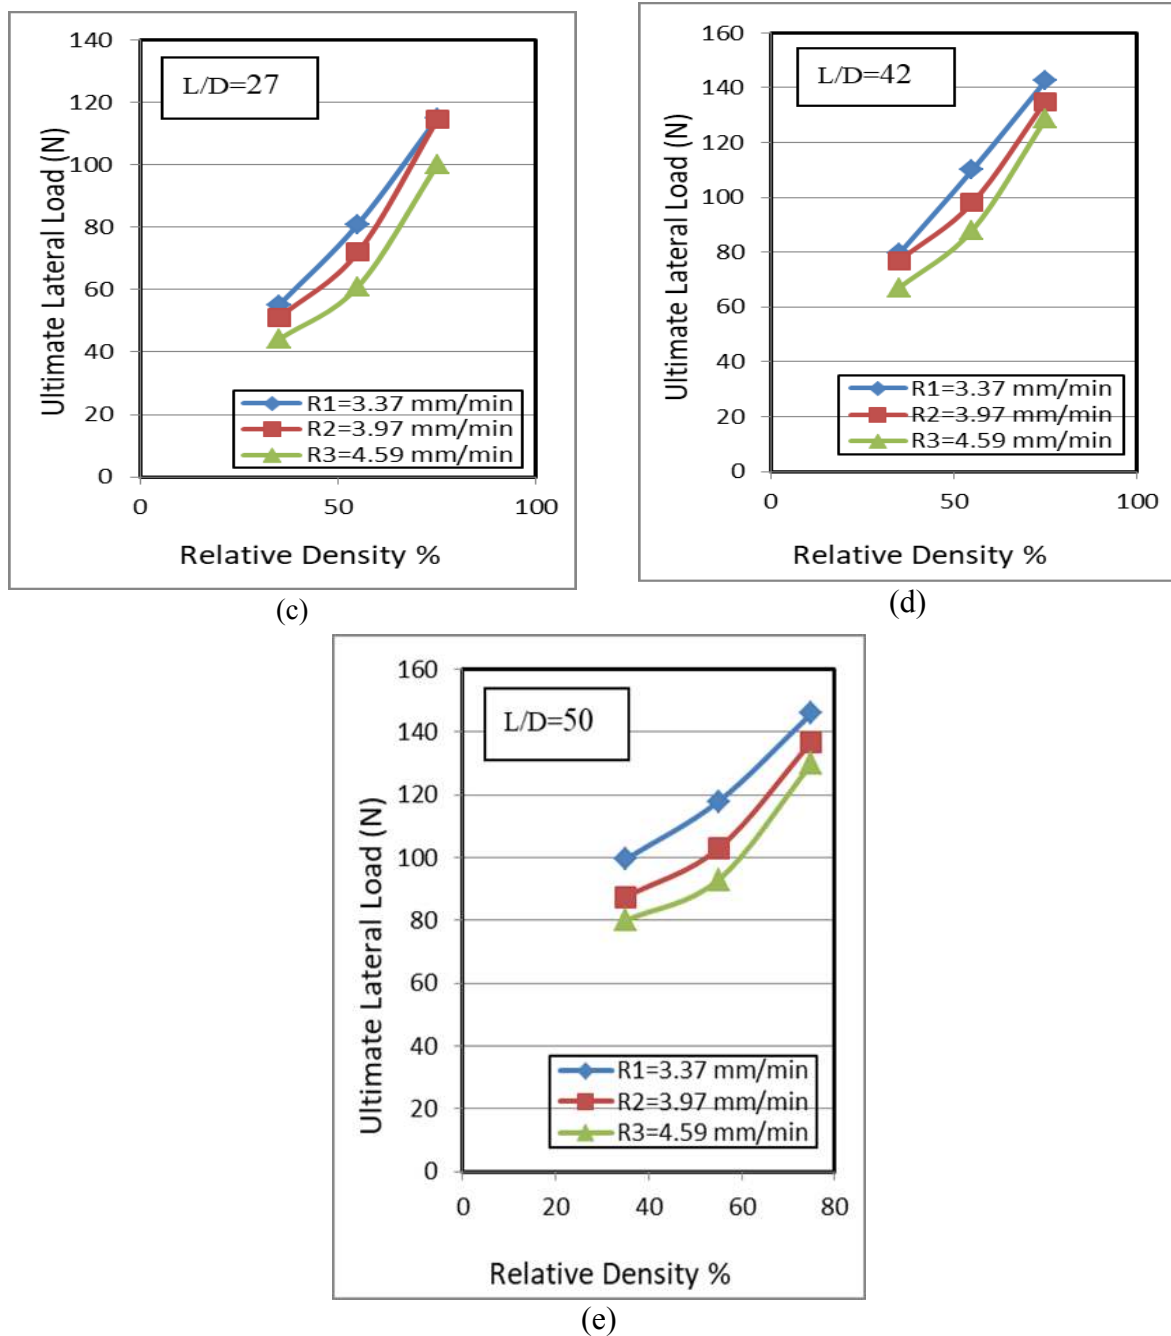 L/D=27
140
120
100
80
60
40
20
0
Ultimate Lateral Load (N)
R1=3.37 mm/min
R2=3.97 mm/min
R3=4.59 mm/min
0 50 100
Relative Density %
(c)
L/D=42
160
140
120
100
80
60
40
20
0
Ultimate Lateral Load (N)
R1=3.37 mm/min
R2=3.97 mm/min
R3=4.59 mm/min
0 50 100
Relative Density %
(d)
L/D=50
160
140
120
100
80
60
40
20
0
Ultimate Lateral Load (N)
R1=3.37 mm/min
R2=3.97 mm/min
R3=4.59 mm/min
0 20 40 60 80
Relative Density %
(e)